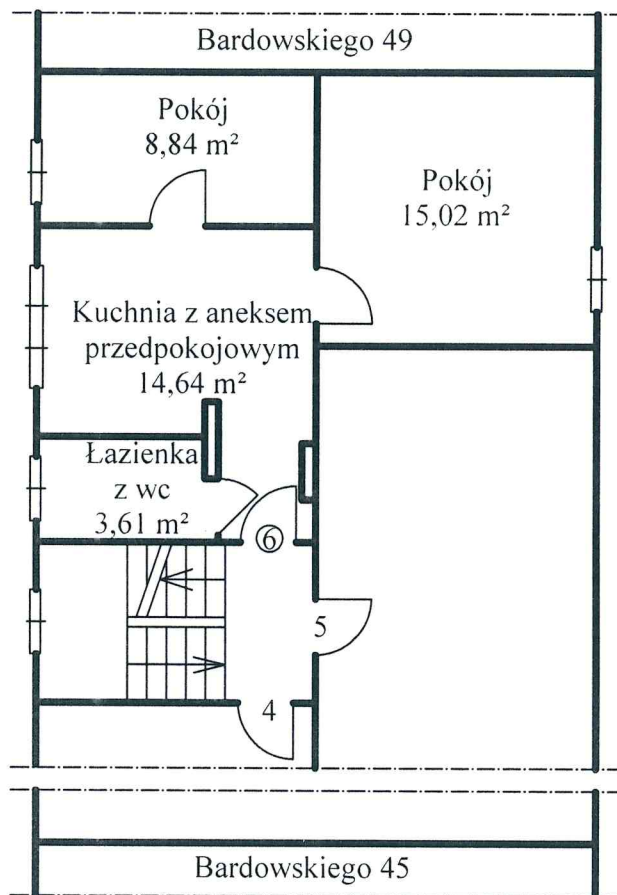 Bardowskiego 49
Pokój
8,84 m²
Pokój
15,02 m²
Kuchnia z aneksem
przedpokojowym
14,64 m²
Łazienka
z wc
3,61 m²
6
5
4
Bardowskiego 45